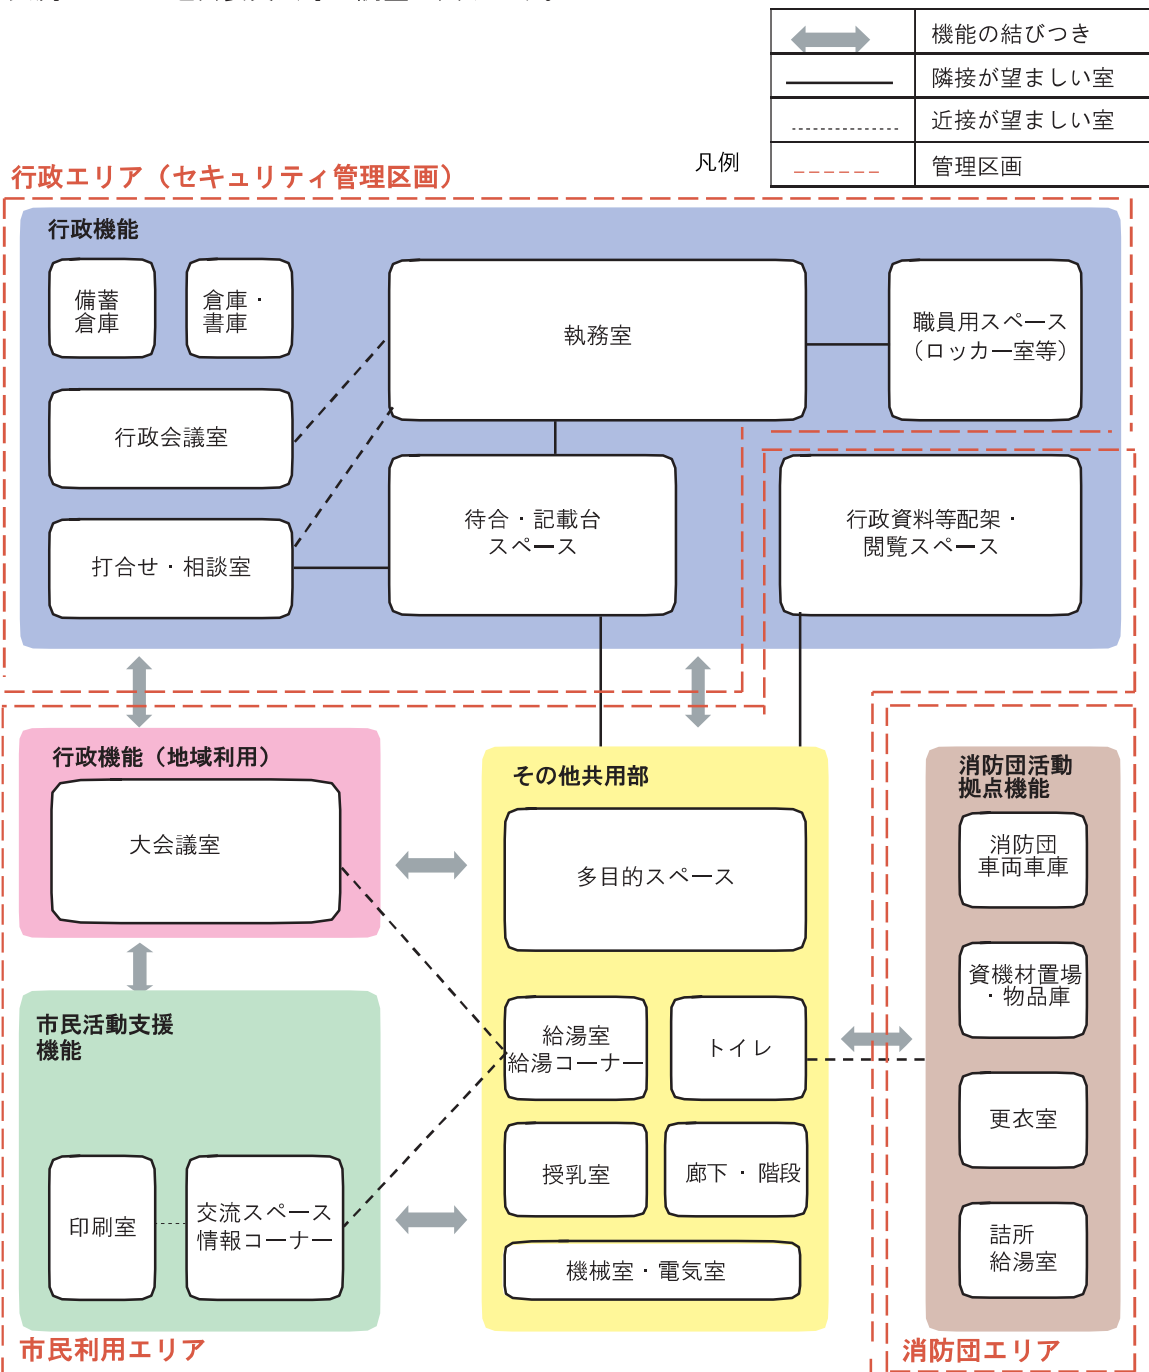 機能の結びつき
隣接が望ましい室
近接が望ましい室
凡例
管理区画
行政エリア（セキュリティ管理区画）
行政機能
備蓄
倉庫
倉庫・
書庫
執務室
職員用スペース
（ロッカー室等）
行政会議室
打合せ・相談室
待合・記載台
スペース
行政資料等配架・
閲覧スペース
行政機能（地域利用）
大会議室
その他共用部
多目的スペース
消防団活動
拠点機能
消防団
車両車庫
資機材置場
・物品庫
市民活動支援
機能
給湯室
給湯コーナー
トイレ
更衣室
授乳室
廊下・階段
印刷室
交流スペース
情報コーナー
機械室・電気室
詰所
給湯室
市民利用エリア
消防団エリア